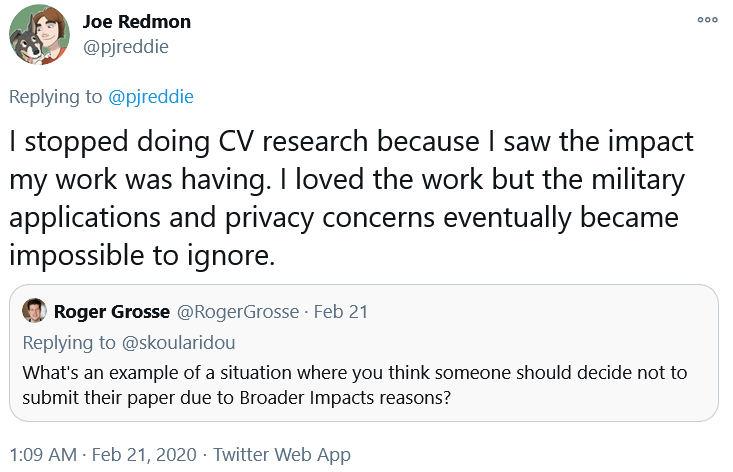 Joe Redmon
@pjreddie
Replying to @pjreddie
I stopped doing CV research because I saw the impact
my work was having. I loved the work but the military
applications and privacy concerns eventually became
impossible to ignore.
Roger Grosse @RogerGrosse · Feb 21
Replying to @skoularidou
What's an example of a situation where you think someone should decide not to
submit their paper due to Broader Impacts reasons?
1:09 AM · Feb 21, 2020 · Twitter Web App